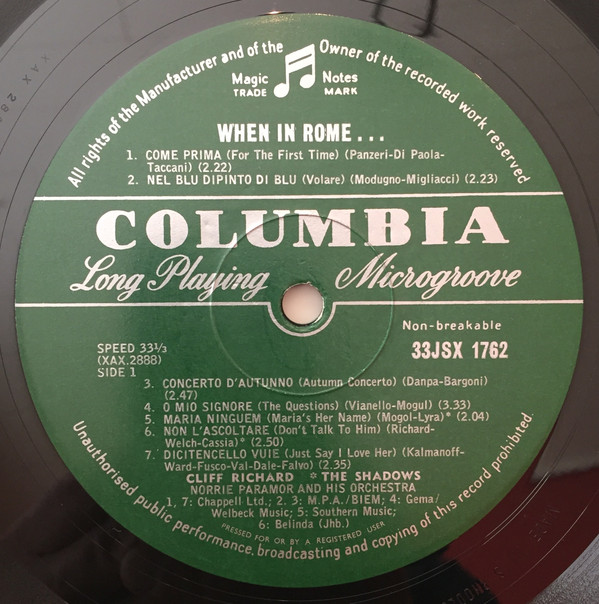 All rights of the Manufacturer and of the Owner of the recorded work reserved
Magic Notes
TRADE MARK
WHEN IN ROME...
1. COME PRIMA (For The First Time) (Panzeri-Di Paola-
Taccani) (2.22)
2. NEL BLU DIPINTO DI BLU (Volare) (Modugno-Migliacci) (2.23)
COLUMBIA
Long Playing Microgroove
Non-breakable
SPEED 33⅓
33JSX 1762
(XAX.2888)
SIDE 1
3. CONCERTO D'AUTUNNO (Autumn Concerto) (Danpa-Bargoni)
(2.47)
4. O MIO SIGNORE (The Questions) (Vianello-Mogul) (3.33)
5. MARIA NINGUEM (Maria's Her Name) (Mogol-Lyra)* (2.04)
6. NON L'ASCOLTARE (Don't Talk To Him) (Richard-
Welch-Cassia)* (2.50)
7. DICITENCELLO VUIE (Just Say I Love Her) (Kalmanoff-
Ward-Fusco-Val-Dale-Falvo) (2.35)
CLIFF RICHARD * THE SHADOWS
NORRIE PARAMOR AND HIS ORCHESTRA
1, 7: Chappell Ltd.; 2. 3; M.P.A./BIEM; 4: Gema/
Welbeck Music; 5: Southern Music;
6: Belinda (Jhb.)
PRESSED FOR OR BY A REGISTERED USER
Unauthorised public performance, broadcasting and copying of this record prohibited.